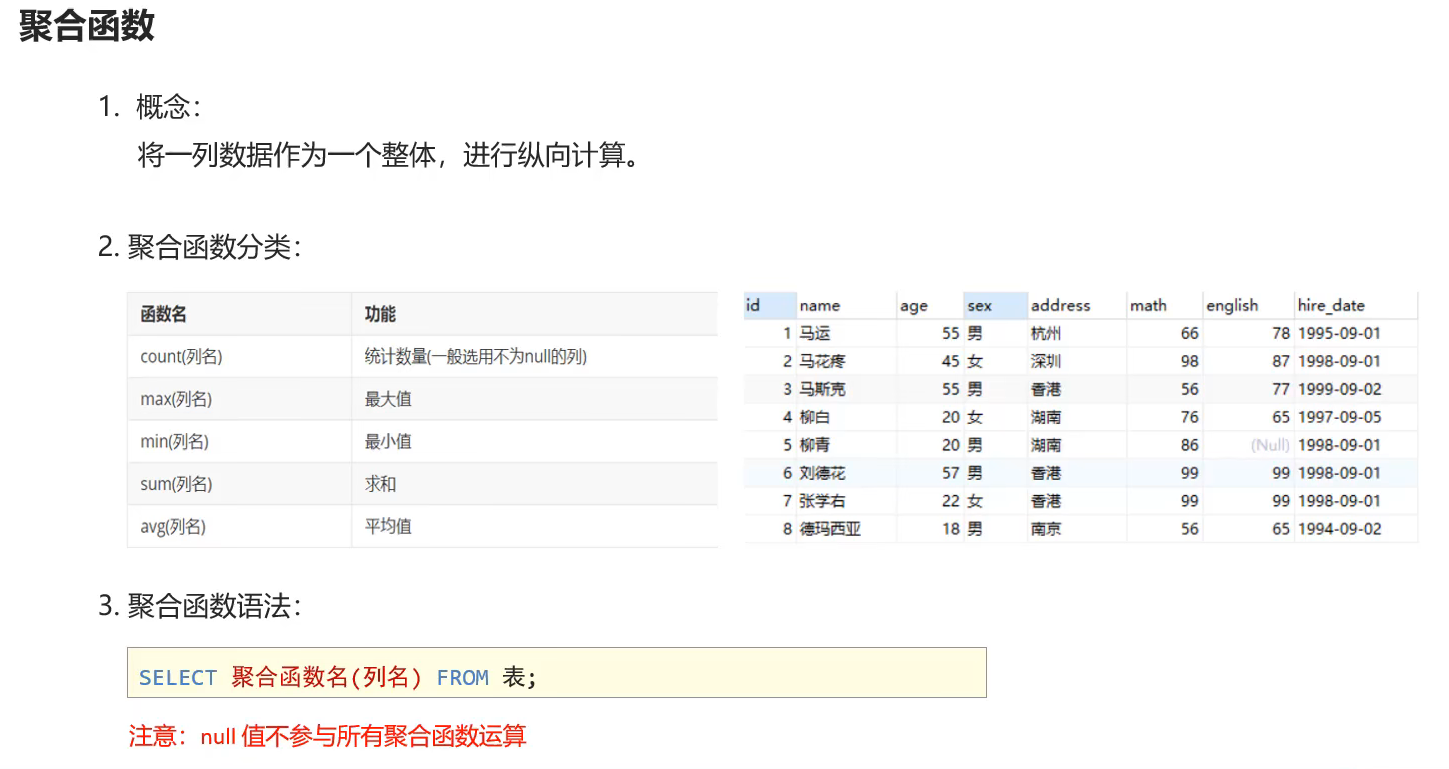 聚合函数
1. 概念：
将一列数据作为一个整体，进行纵向计算。
2. 聚合函数分类：
函数名 功能
count(列名) 统计数量(一般选用不为null的列)
max(列名) 最大值
min(列名) 最小值
sum(列名) 求和
avg(列名) 平均值
id name age sex address math english hire_date
1 马运 55 男 杭州 66 78 1995-09-01
2 马花疼 45 女 深圳 98 87 1998-09-01
3 马斯克 55 男 香港 56 77 1999-09-02
4 柳白 20 女 湖南 76 65 1997-09-05
5 柳青 20 男 湖南 86 (Null) 1998-09-01
6 刘德花 57 男 香港 99 99 1998-09-01
7 张学右 22 女 香港 99 99 1998-09-01
8 德玛西亚 18 男 南京 56 65 1994-09-02
3. 聚合函数语法：
SELECT 聚合函数名(列名) FROM 表;
注意：null 值不参与所有聚合函数运算